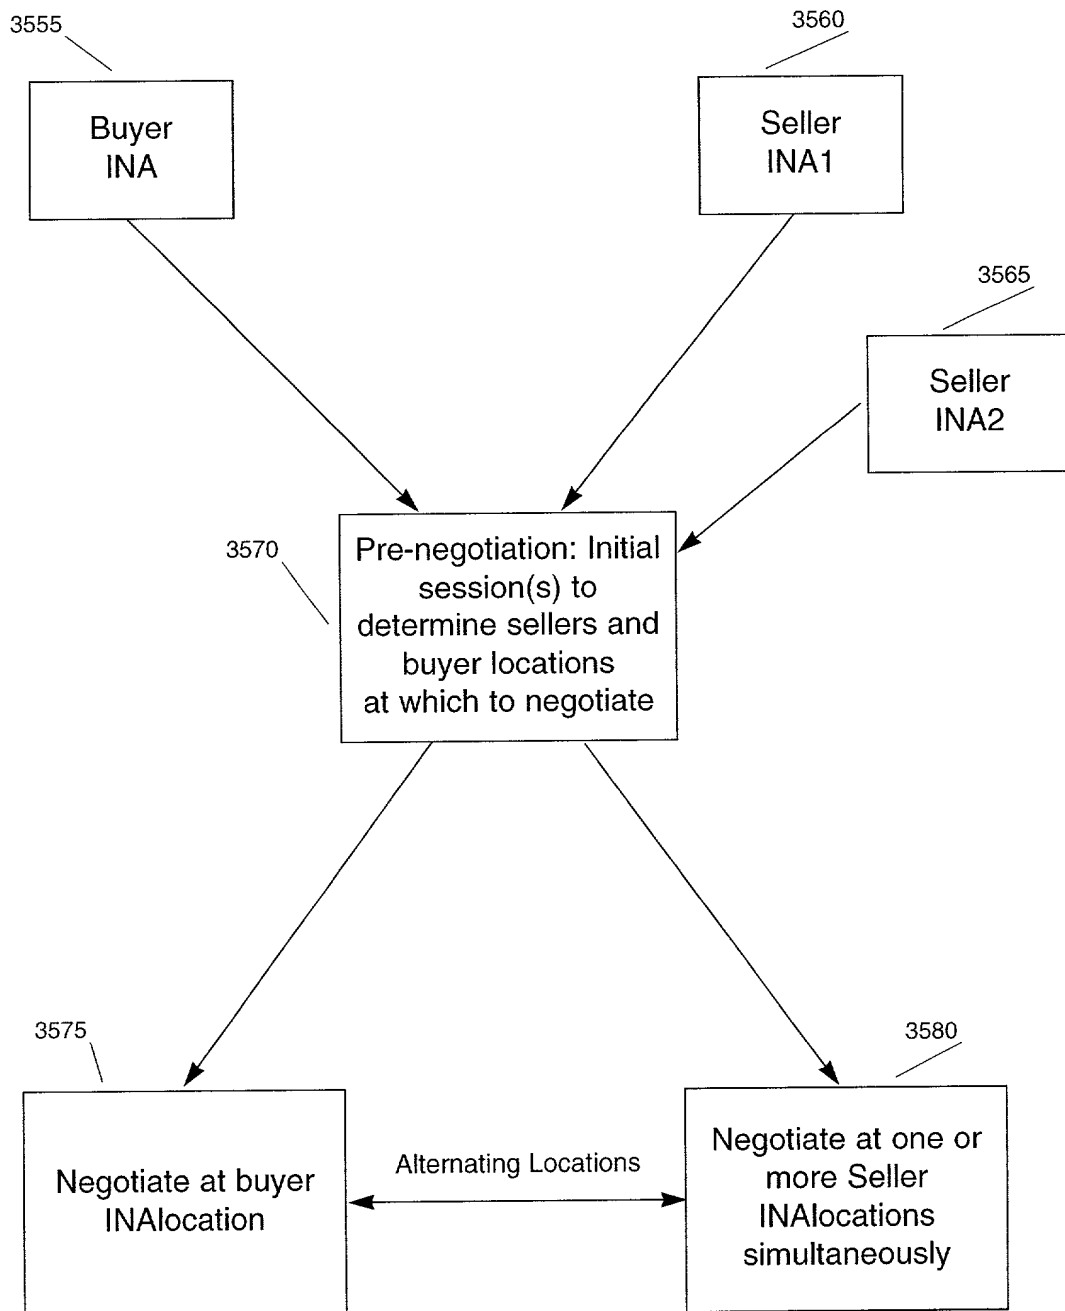 3555
Buyer
INA
3560
Seller
INA1
3565
Seller
INA2
3570
Pre-negotiation: Initial
session(s) to
determine sellers and
buyer locations
at which to negotiate
3575
Negotiate at buyer
INAlocation
Alternating Locations
3580
Negotiate at one or
more Seller
INAlocations
simultaneously